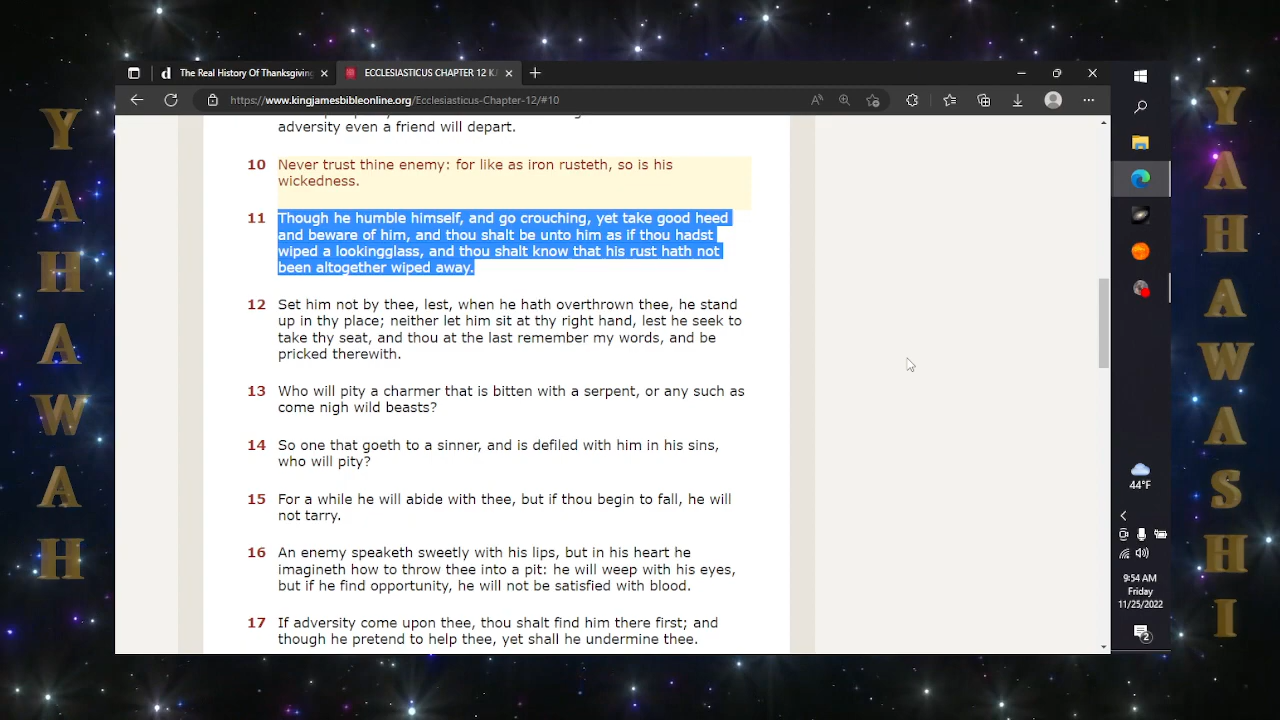 The Real History Of Thanksgiving
ECCLESIASTICUS CHAPTER 12 KJ
https://www.kingjamesbibleonline.org/Ecclesiasticus-Chapter-12/#10
adversity even a friend will depart.
10 Never trust thine enemy: for like as iron rusteth, so is his
wickedness.
11 Though he humble himself, and go crouching, yet take good heed
and beware of him, and thou shalt be unto him as if thou hadst
wiped a lookingglass, and thou shalt know that his rust hath not
been altogether wiped away.
12 Set him not by thee, lest, when he hath overthrown thee, he stand
up in thy place; neither let him sit at thy right hand, lest he seek to
take thy seat, and thou at the last remember my words, and be
pricked therewith.
13 Who will pity a charmer that is bitten with a serpent, or any such as
come nigh wild beasts?
14 So one that goeth to a sinner, and is defiled with him in his sins,
who will pity?
15 For a while he will abide with thee, but if thou begin to fall, he will
not tarry.
16 An enemy speaketh sweetly with his lips, but in his heart he
imagineth how to throw thee into a pit: he will weep with his eyes,
but if he find opportunity, he will not be satisfied with blood.
17 If adversity come upon thee, thou shalt find him there first; and
though he pretend to help thee, yet shall he undermine thee.
44°F
9:54 AM
Friday
11/25/2022
2
YAHAWAH
YAHAWASHI